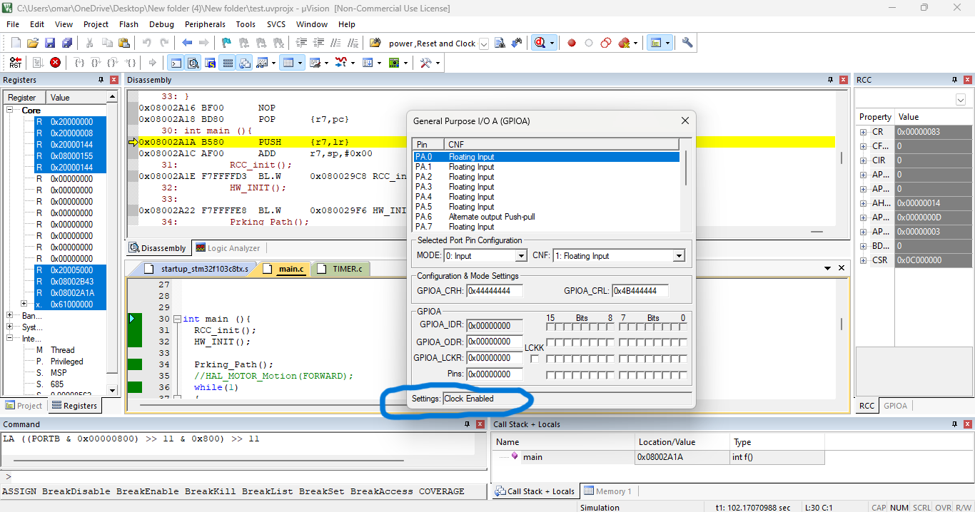 C:\Users\omar\OneDrive\Desktop\New folder (4)\New folder\test.uvprojx - µVision [Non-Commercial Use License]
File Edit View Project Flash Debug Peripherals Tools SVCS Window Help
power ,Reset and Clock
RST
Registers
Register Value
Core
R 0x20000000
R 0x20000008
R 0x20000144
R 0x08000155
R 0x20000144
R 0x00000000
R 0x00000000
R 0x00000000
R 0x00000000
R 0x00000000
R 0x00000000
R 0x00000000
R 0x20005000
R 0x08002B43
R 0x08002A1A
x. 0x61000000
Ban...
Syst...
Inte...
M Thread
P. Privileged
S. MSP
S. 685
Project Registers
Disassembly
33: }
0x08002A16 BF00 NOP
0x08002A18 BD80 POP {r7,pc}
30: int main (){
0x08002A1A B580 PUSH {r7,lr}
0x08002A1C AF00 ADD r7,sp,#0x00
31: RCC_init();
0x08002A1E F7FFFFD3 BL.W 0x080029C8 RCC_
32: HW_INIT();
33:
0x08002A22 F7FFFFE8 BL.W 0x080029F6 HW_IN
34: Prking_Path();
Disassembly Logic Analyzer
startup_stm32f103c8tx.s main.c TIMER.c
27
28
29
30 int main (){
31 RCC_init();
32 HW_INIT();
33
34 Prking_Path();
35 //HAL_MOTOR_Motion(FORWARD);
36 while(1)
37 {
General Purpose I/O A (GPIOA)
Pin CNF
PA.0 Floating Input
PA.1 Floating Input
PA.2 Floating Input
PA.3 Floating Input
PA.4 Floating Input
PA.5 Floating Input
PA.6 Alternate output Push-pull
PA.7 Floating Input
Selected Port Pin Configuration
MODE: 0: Input CNF: 1: Floating Input
Configuration & Mode Settings
GPIOA_CRH: 0x44444444 GPIOA_CRL: 0x4B444444
GPIOA
GPIOA_IDR: 0x00000000 15 Bits 8 7 Bits 0
GPIOA_ODR: 0x00000000
GPIOA_LCKR: 0x00000000 LCKK
Pins: 0x00000000
Settings: Clock Enabled
RCC
Property Value
CR 0x00000083
CF... 0
CIR 0
AP... 0
AP... 0
AH... 0x00000014
AP... 0x0000000D
AP... 0x00000003
BD... 0
CSR 0x0C000000
RCC GPIOA
Command
LA ((PORTB & 0x00000800) >> 11 & 0x800) >> 11
>
ASSIGN BreakDisable BreakEnable BreakKill BreakList BreakSet BreakAccess COVERAGE
Call Stack + Locals
Name Location/Value Type
main 0x08002A1A int f()
Call Stack + Locals Memory 1
Simulation t1: 102.17070988 sec L:30 C:1 CAP NUM SCRL OVR R/W